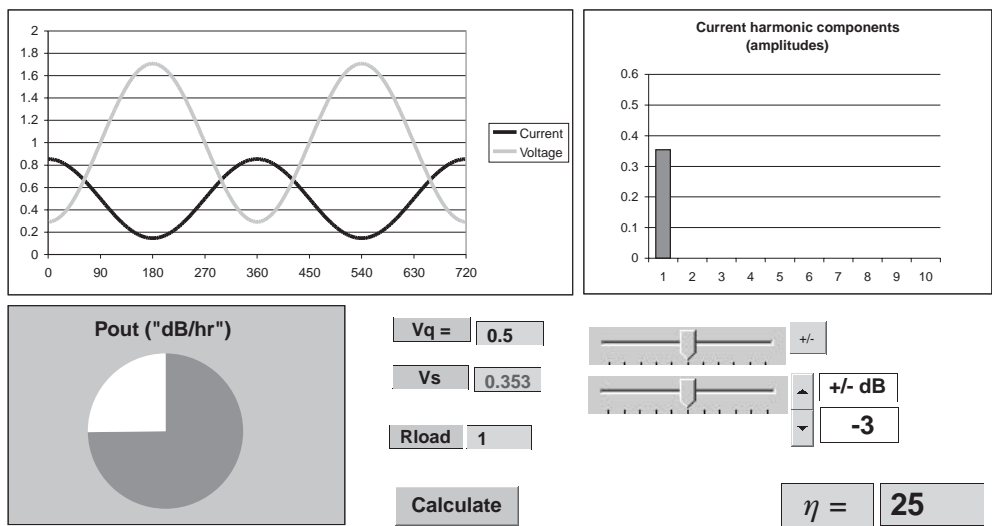 2
1.8
1.6
1.4
1.2
1
0.8
0.6
0.4
0.2
0
0 90 180 270 360 450 540 630 720
Current
Voltage
Current harmonic components
(amplitudes)
0.6
0.5
0.4
0.3
0.2
0.1
0
1 2 3 4 5 6 7 8 9 10
Pout ("dB/hr")
Vq = 0.5
Vs 0.353
Rload 1
Calculate
+/-
+/- dB
-3
η = 25